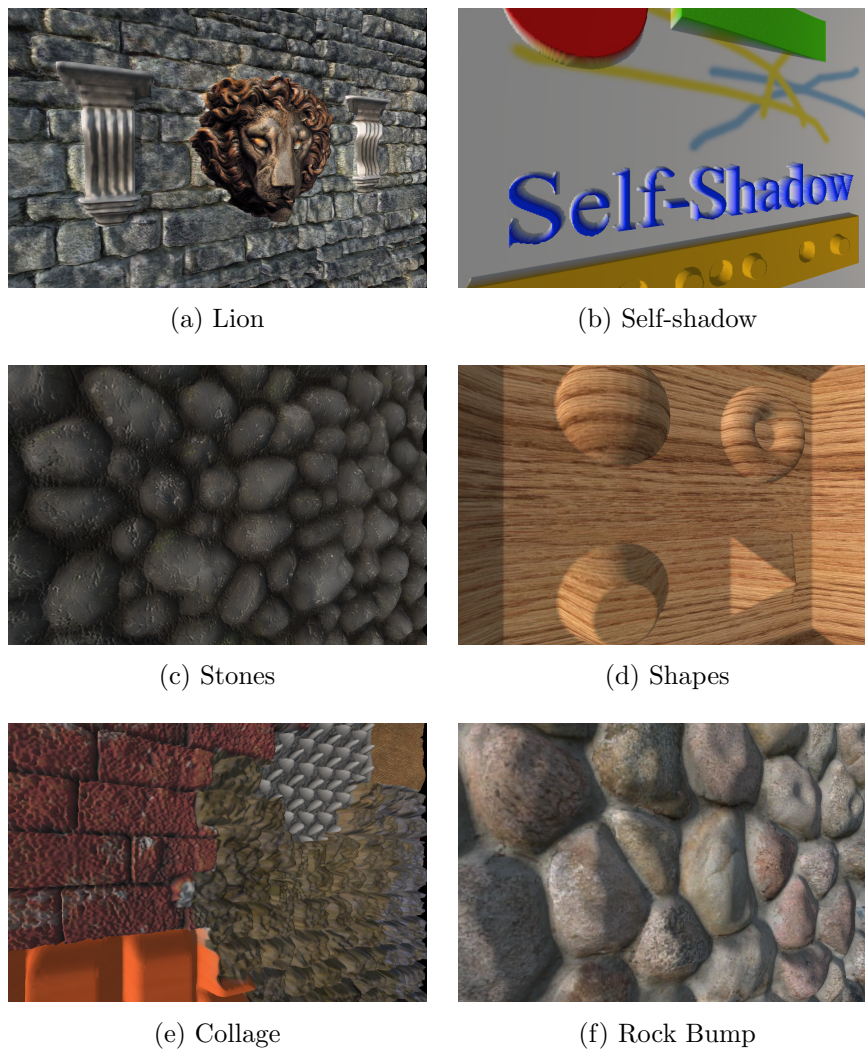 Self-Shadow
(a) Lion
(b) Self-shadow
(c) Stones
(d) Shapes
(e) Collage
(f) Rock Bump